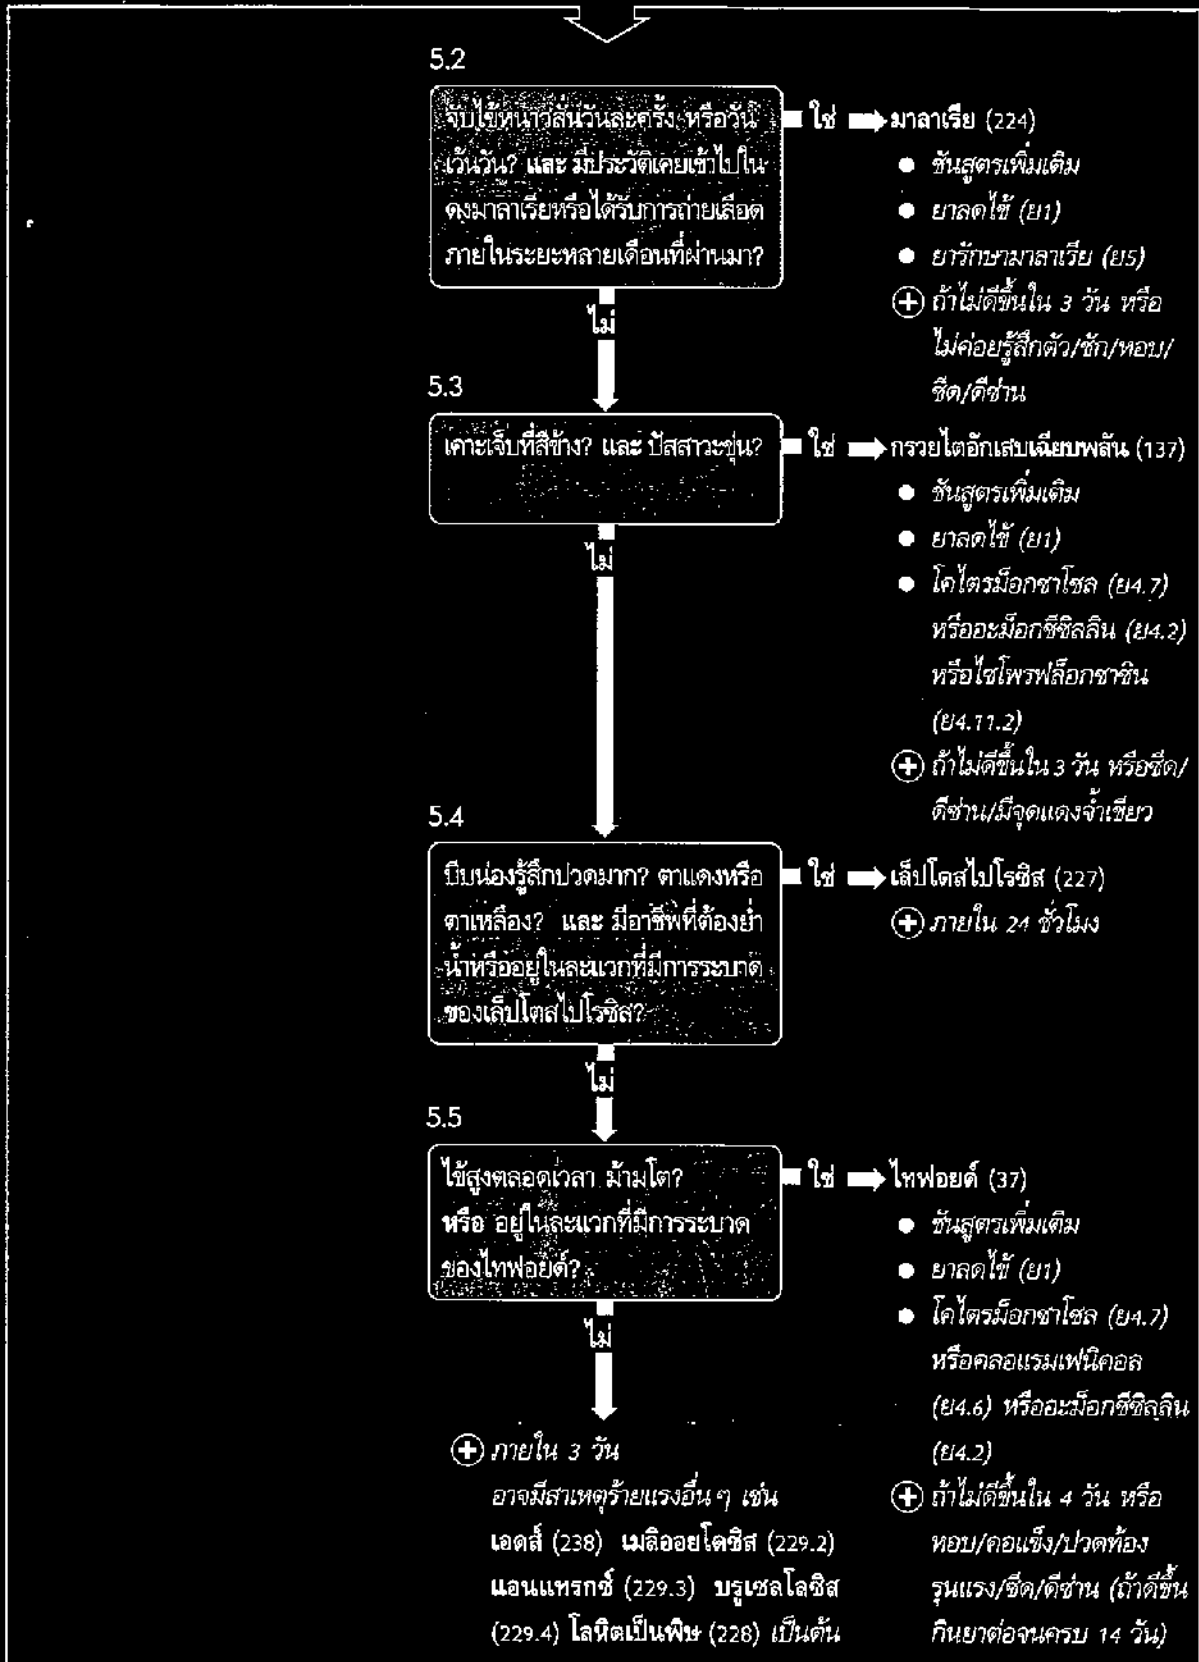 5.2
จับไข้หนาวสั่นวันละครั้ง หรือวัน
เว้นวัน? และ มีประวัติเคยเข้าไปใน
ดงมาลาเรียหรือได้รับการถ่ายเลือด
ภายในระยะหลายเดือนที่ผ่านมา?
ใช่
มาลาเรีย (224)
● ชันสูตรเพิ่มเติม
● ยาลดไข้ (ย1)
● ยารักษามาลาเรีย (ย5)
⊕ ถ้าไม่ดีขึ้นใน 3 วัน หรือ
ไม่ค่อยรู้สึกตัว/ชัก/หอบ/
ซีด/ดีซ่าน
ไม่
5.3
เคาะเจ็บที่สีข้าง? และ ปัสสาวะขุ่น?
ใช่
กรวยไตอักเสบเฉียบพลัน (137)
● ชันสูตรเพิ่มเติม
● ยาลดไข้ (ย1)
● โคไตรม็อกซาโซล (ย4.7)
หรืออะม็อกซีซิลลิน (ย4.2)
หรือไซโพรฟล็อกซาซิน
(ย4.11.2)
⊕ ถ้าไม่ดีขึ้นใน 3 วัน หรือซีด/
ดีซ่าน/มีจุดแดงจ้ำเขียว
ไม่
5.4
บีบน่องรู้สึกปวดมาก? ตาแดงหรือ
ตาเหลือง? และ มีอาชีพที่ต้องย่ำ
น้ำหรืออยู่ในละแวกที่มีการระบาด
ของเล็ปโตสไปโรซิส?
ใช่
เล็ปโตสไปโรซิส (227)
⊕ ภายใน 24 ชั่วโมง
ไม่
5.5
ไข้สูงตลอดเวลา ม้ามโต?
หรือ อยู่ในละแวกที่มีการระบาด
ของไทฟอยด์?
ใช่
ไทฟอยด์ (37)
● ชันสูตรเพิ่มเติม
● ยาลดไข้ (ย1)
● โคไตรม็อกซาโซล (ย4.7)
หรือคลอแรมเฟนิคอล
(ย4.6) หรืออะม็อกซีซิลลิน
(ย4.2)
⊕ ถ้าไม่ดีขึ้นใน 4 วัน หรือ
หอบ/คอแข็ง/ปวดท้อง
รุนแรง/ซีด/ดีซ่าน (ถ้าดีขึ้น
กินยาต่อจนครบ 14 วัน)
ไม่
⊕ ภายใน 3 วัน
อาจมีสาเหตุร้ายแรงอื่นๆ เช่น
เอดส์ (238) เมลิออยโดซิส (229.2)
แอนแทรกซ์ (229.3) บรูเซลโลซิส
(229.4) โลหิตเป็นพิษ (228) เป็นต้น